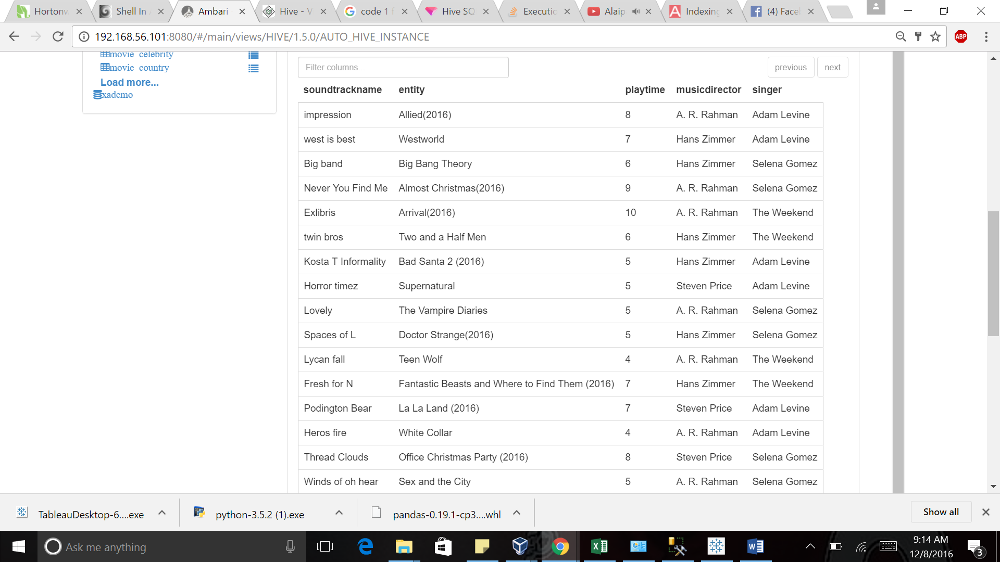 Hortonw
Shell In
Ambari
Hive - V
code 1 f
Hive SQ
Executio
Alaip
Indexing
(4) Face
192.168.56.101:8080/#/main/views/HIVE/1.5.0/AUTO_HIVE_INSTANCE
ABP
movie_celebrity
movie_country
Load more...
xademo
Filter columns...
previous next
soundtrackname entity playtime musicdirector singer
impression Allied(2016) 8 A. R. Rahman Adam Levine
west is best Westworld 7 Hans Zimmer Adam Levine
Big band Big Bang Theory 6 Hans Zimmer Selena Gomez
Never You Find Me Almost Christmas(2016) 9 A. R. Rahman Selena Gomez
Exlibris Arrival(2016) 10 A. R. Rahman The Weekend
twin bros Two and a Half Men 6 Hans Zimmer The Weekend
Kosta T Informality Bad Santa 2 (2016) 5 Hans Zimmer Adam Levine
Horror timez Supernatural 5 Steven Price Adam Levine
Lovely The Vampire Diaries 5 A. R. Rahman Selena Gomez
Spaces of L Doctor Strange(2016) 5 Hans Zimmer Selena Gomez
Lycan fall Teen Wolf 4 A. R. Rahman The Weekend
Fresh for N Fantastic Beasts and Where to Find Them (2016) 7 Hans Zimmer The Weekend
Podington Bear La La Land (2016) 7 Steven Price Adam Levine
Heros fire White Collar 4 A. R. Rahman Adam Levine
Thread Clouds Office Christmas Party (2016) 8 Steven Price Selena Gomez
Winds of oh hear Sex and the City 5 A. R. Rahman Selena Gomez
TableauDesktop-6....exe
python-3.5.2 (1).exe
pandas-0.19.1-cp3....whl
Show all
Ask me anything
9:14 AM
12/8/2016
3